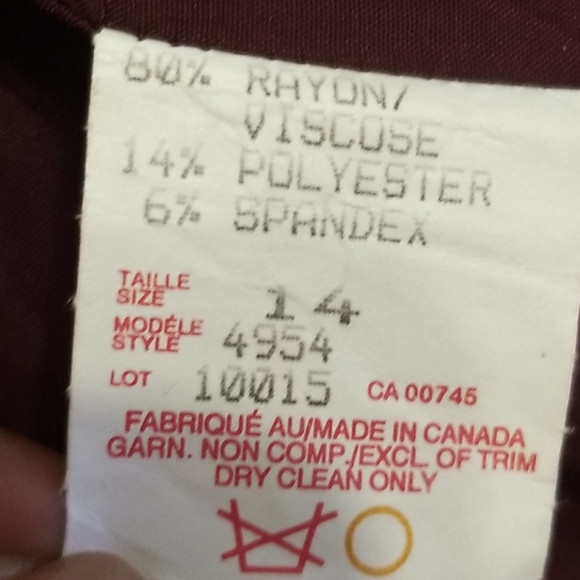 80% RAYON/
VISCOSE
14% POLYESTER
6% SPANDEX
TAILLE
SIZE 14
MODÉLE
STYLE 4954
LOT 10015 CA 00745
FABRIQUÉ AU/MADE IN CANADA
GARN. NON COMP./EXCL. OF TRIM
DRY CLEAN ONLY